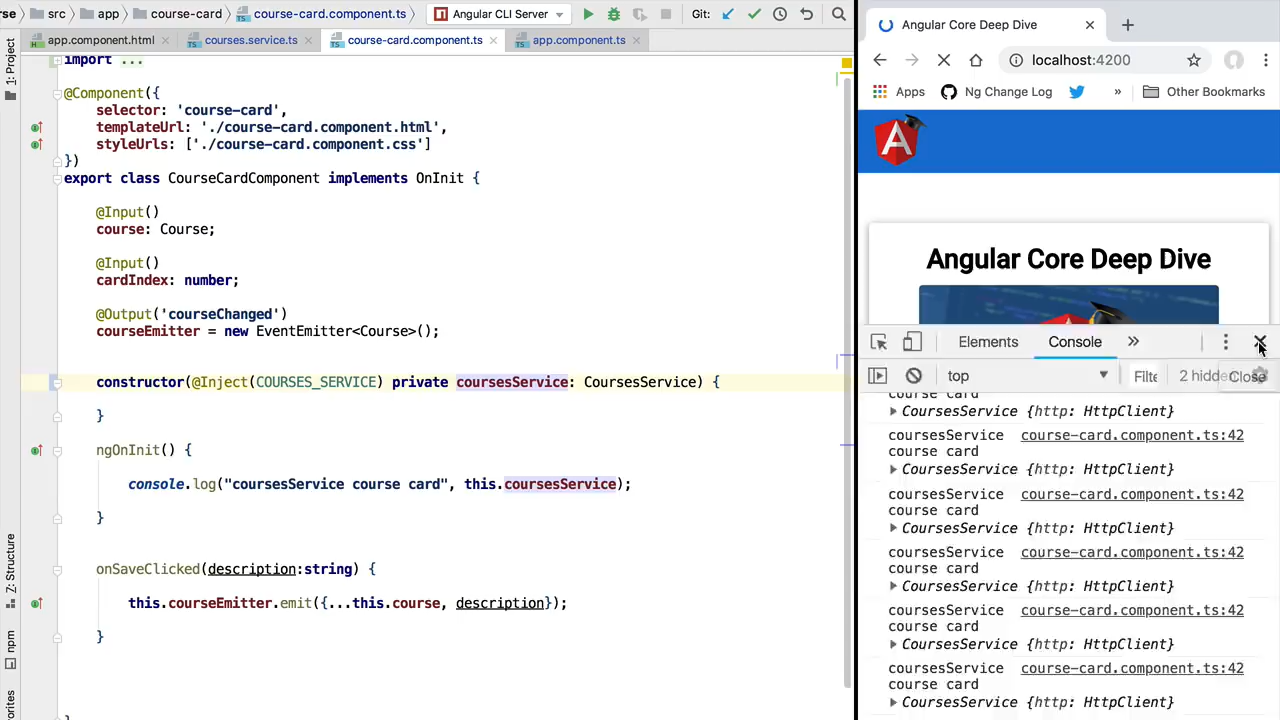 rse
src
app
course-card
course-card.component.ts
Angular CLI Server
Git:
app.component.html
courses.service.ts
course-card.component.ts
app.component.ts
1: Project
Z: Structure
npm
import ...
@Component({
selector: 'course-card',
templateUrl: './course-card.component.html',
styleUrls: ['./course-card.component.css']
})
export class CourseCardComponent implements OnInit {
@Input()
course: Course;
@Input()
cardIndex: number;
@Output('courseChanged')
courseEmitter = new EventEmitter<Course>();
constructor(@Inject(COURSES_SERVICE) private coursesService: CoursesService) {
}
ngOnInit() {
console.log("coursesService course card", this.coursesService);
}
onSaveClicked(description:string) {
this.courseEmitter.emit({...this.course, description});
}
Angular Core Deep Dive
localhost:4200
Apps
Ng Change Log
»
Other Bookmarks
Angular Core Deep Dive
Elements
Console
»
top
Filte
2 hidde
Close
course card
CoursesService {http: HttpClient}
coursesService course-card.component.ts:42
course card
CoursesService {http: HttpClient}
coursesService course-card.component.ts:42
course card
CoursesService {http: HttpClient}
coursesService course-card.component.ts:42
course card
CoursesService {http: HttpClient}
coursesService course-card.component.ts:42
course card
CoursesService {http: HttpClient}
coursesService course-card.component.ts:42
course card
CoursesService {http: HttpClient}